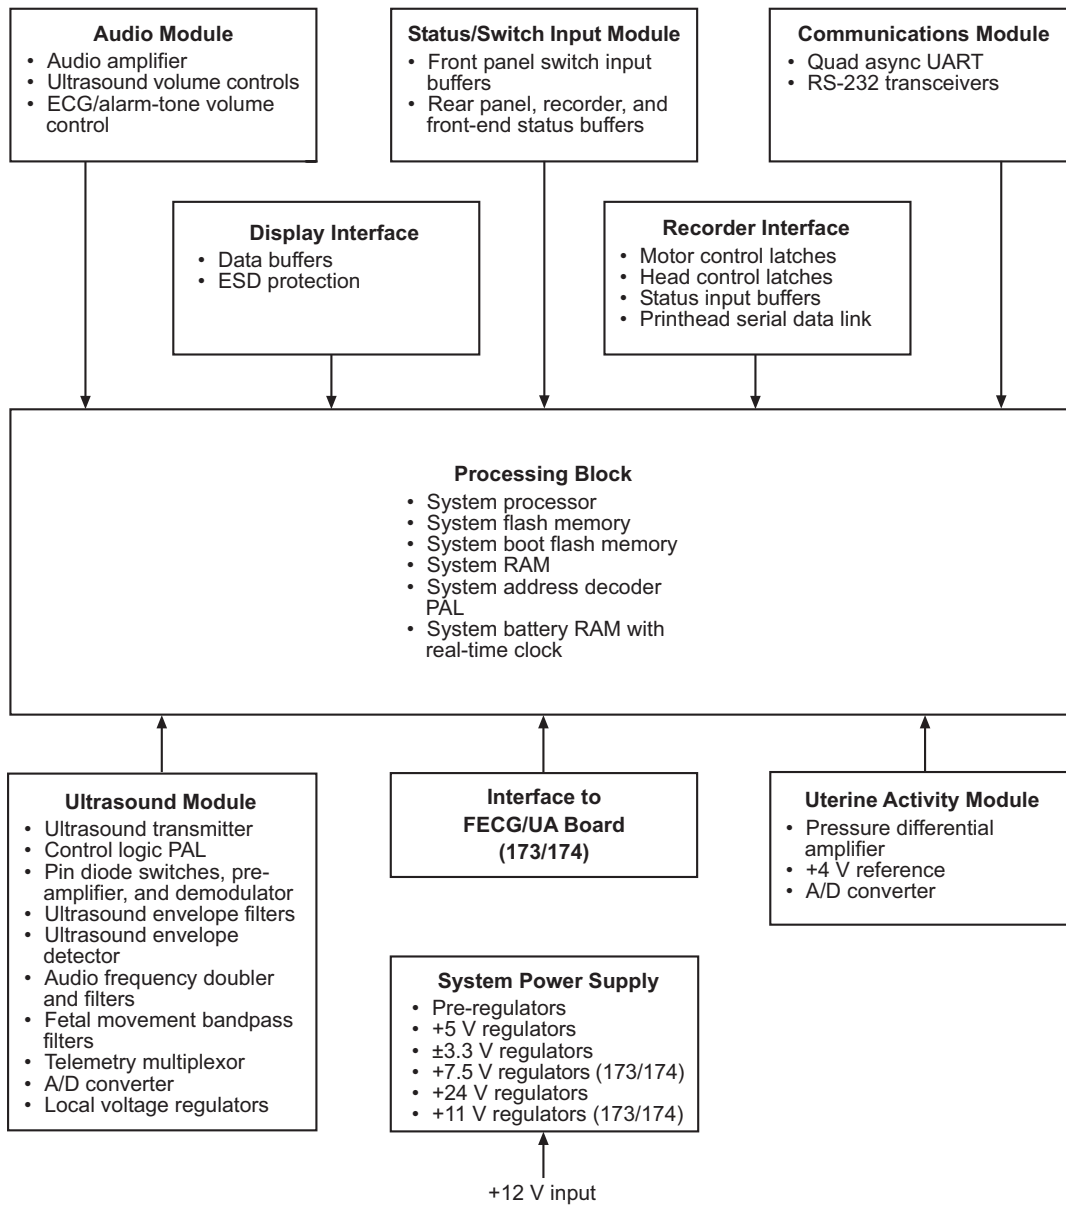 Audio Module
• Audio amplifier
• Ultrasound volume controls
• ECG/alarm-tone volume
control
Status/Switch Input Module
• Front panel switch input
buffers
• Rear panel, recorder, and
front-end status buffers
Communications Module
• Quad async UART
• RS-232 transceivers
Display Interface
• Data buffers
• ESD protection
Recorder Interface
• Motor control latches
• Head control latches
• Status input buffers
• Printhead serial data link
Processing Block
• System processor
• System flash memory
• System boot flash memory
• System RAM
• System address decoder
PAL
• System battery RAM with
real-time clock
Ultrasound Module
• Ultrasound transmitter
• Control logic PAL
• Pin diode switches, pre-
amplifier, and demodulator
• Ultrasound envelope filters
• Ultrasound envelope
detector
• Audio frequency doubler
and filters
• Fetal movement bandpass
filters
• Telemetry multiplexor
• A/D converter
• Local voltage regulators
Interface to
FECG/UA Board
(173/174)
Uterine Activity Module
• Pressure differential
amplifier
• +4 V reference
• A/D converter
System Power Supply
• Pre-regulators
• +5 V regulators
• ±3.3 V regulators
• +7.5 V regulators (173/174)
• +24 V regulators
• +11 V regulators (173/174)
+12 V input